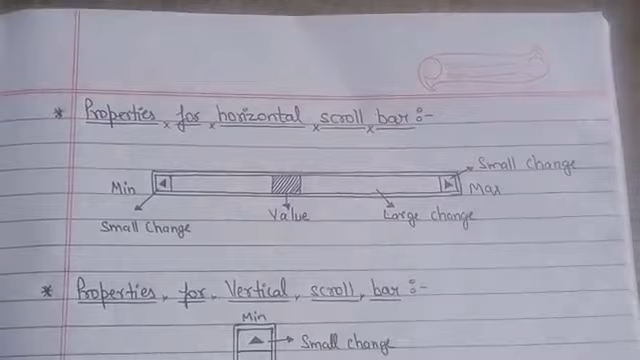 * Properties for horizontal scroll bar :-
Small change
Min Max
Small Change Value Large change
* Properties for Vertical scroll bar :-
Min
Small change